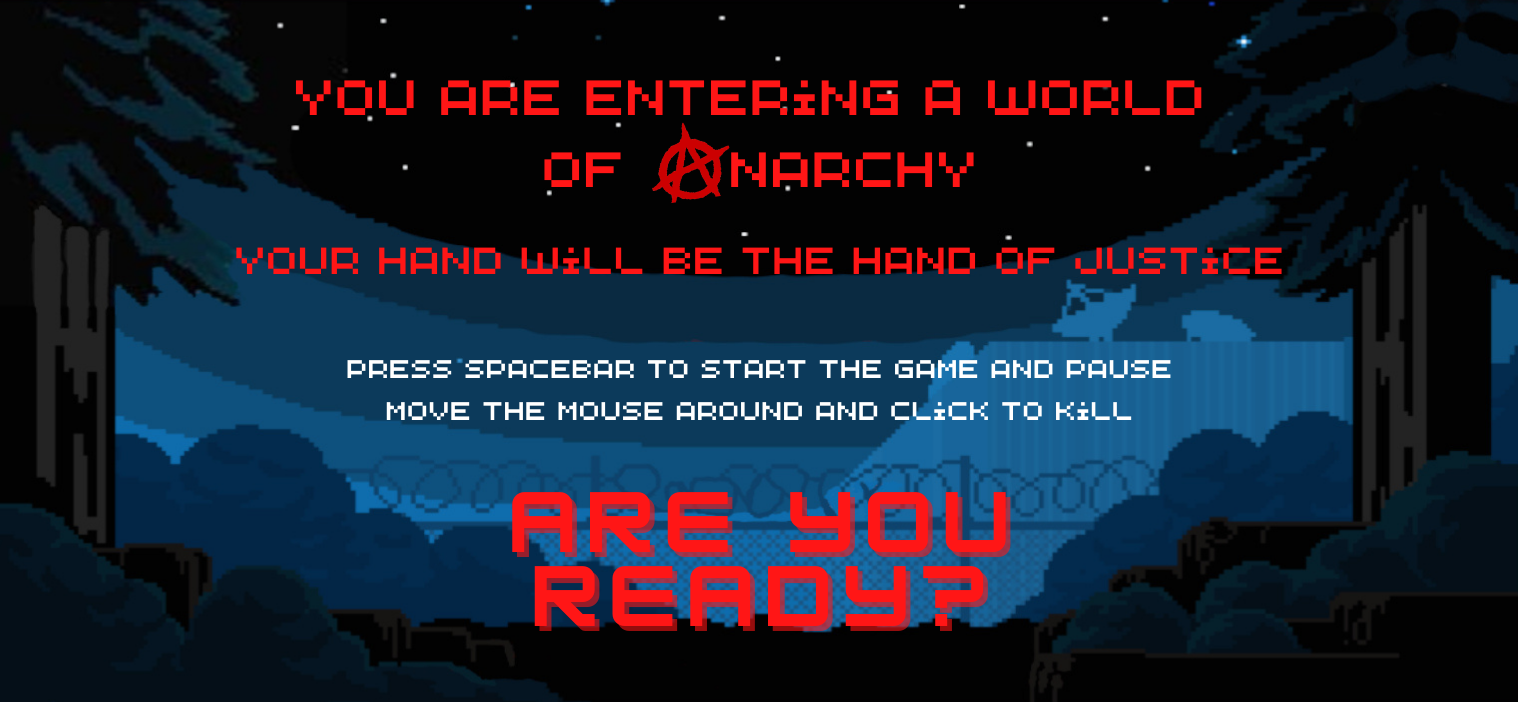 YOU ARE ENTERING A WORLD
OF ANARCHY
YOUR HAND WILL BE THE HAND OF JUSTICE
PRESS SPACEBAR TO START THE GAME AND PAUSE
MOVE THE MOUSE AROUND AND CLICK TO KILL
ARE YOU
READY?